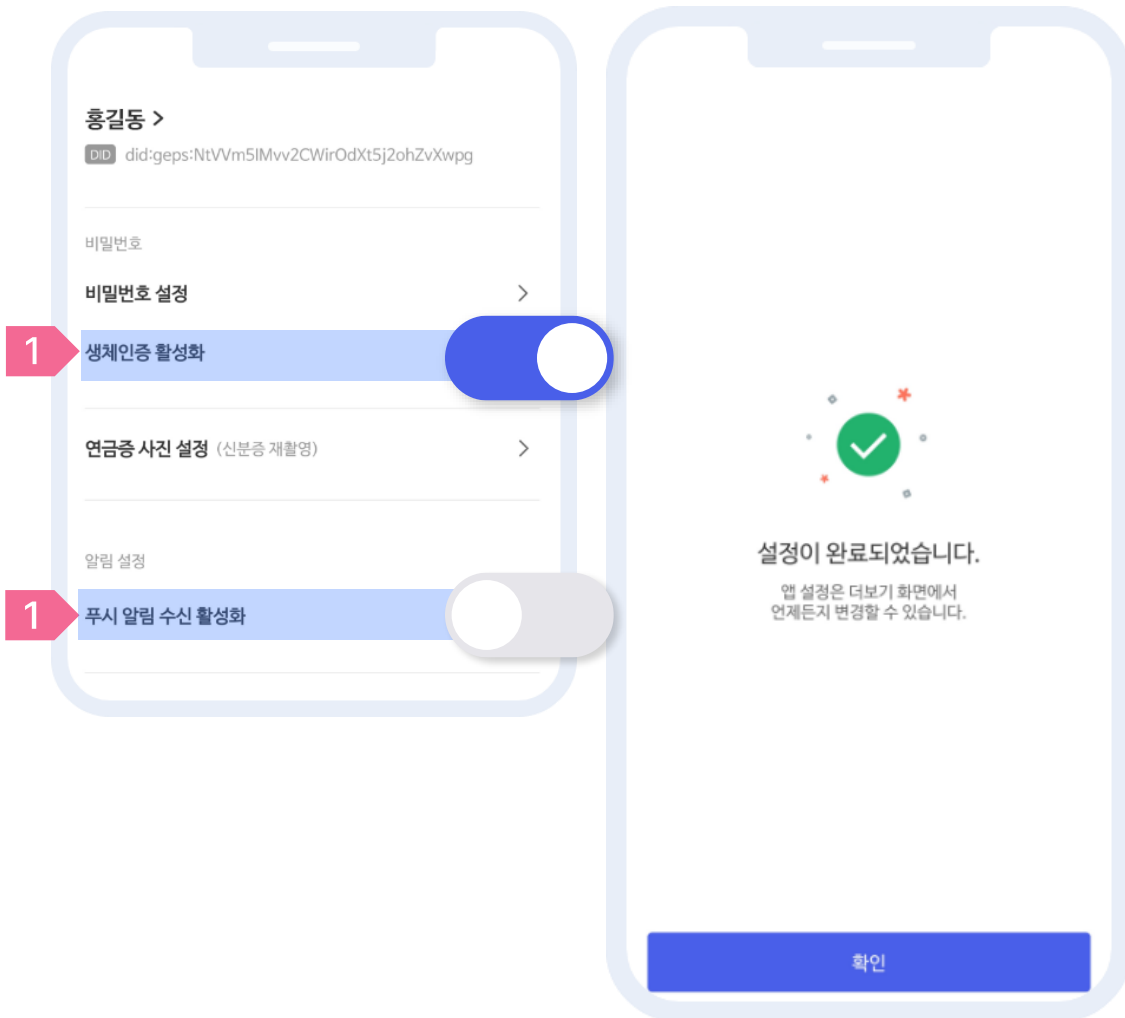 홍길동 >
DID did:geps:NtVVm5lMvv2CWirOdXt5j2ohZvXwpg
비밀번호
비밀번호 설정
1 생체인증 활성화
연금증 사진 설정 (신분증 재촬영)
알림 설정
1 푸시 알림 수신 활성화
설정이 완료되었습니다.
앱 설정은 더보기 화면에서
언제든지 변경할 수 있습니다.
확인